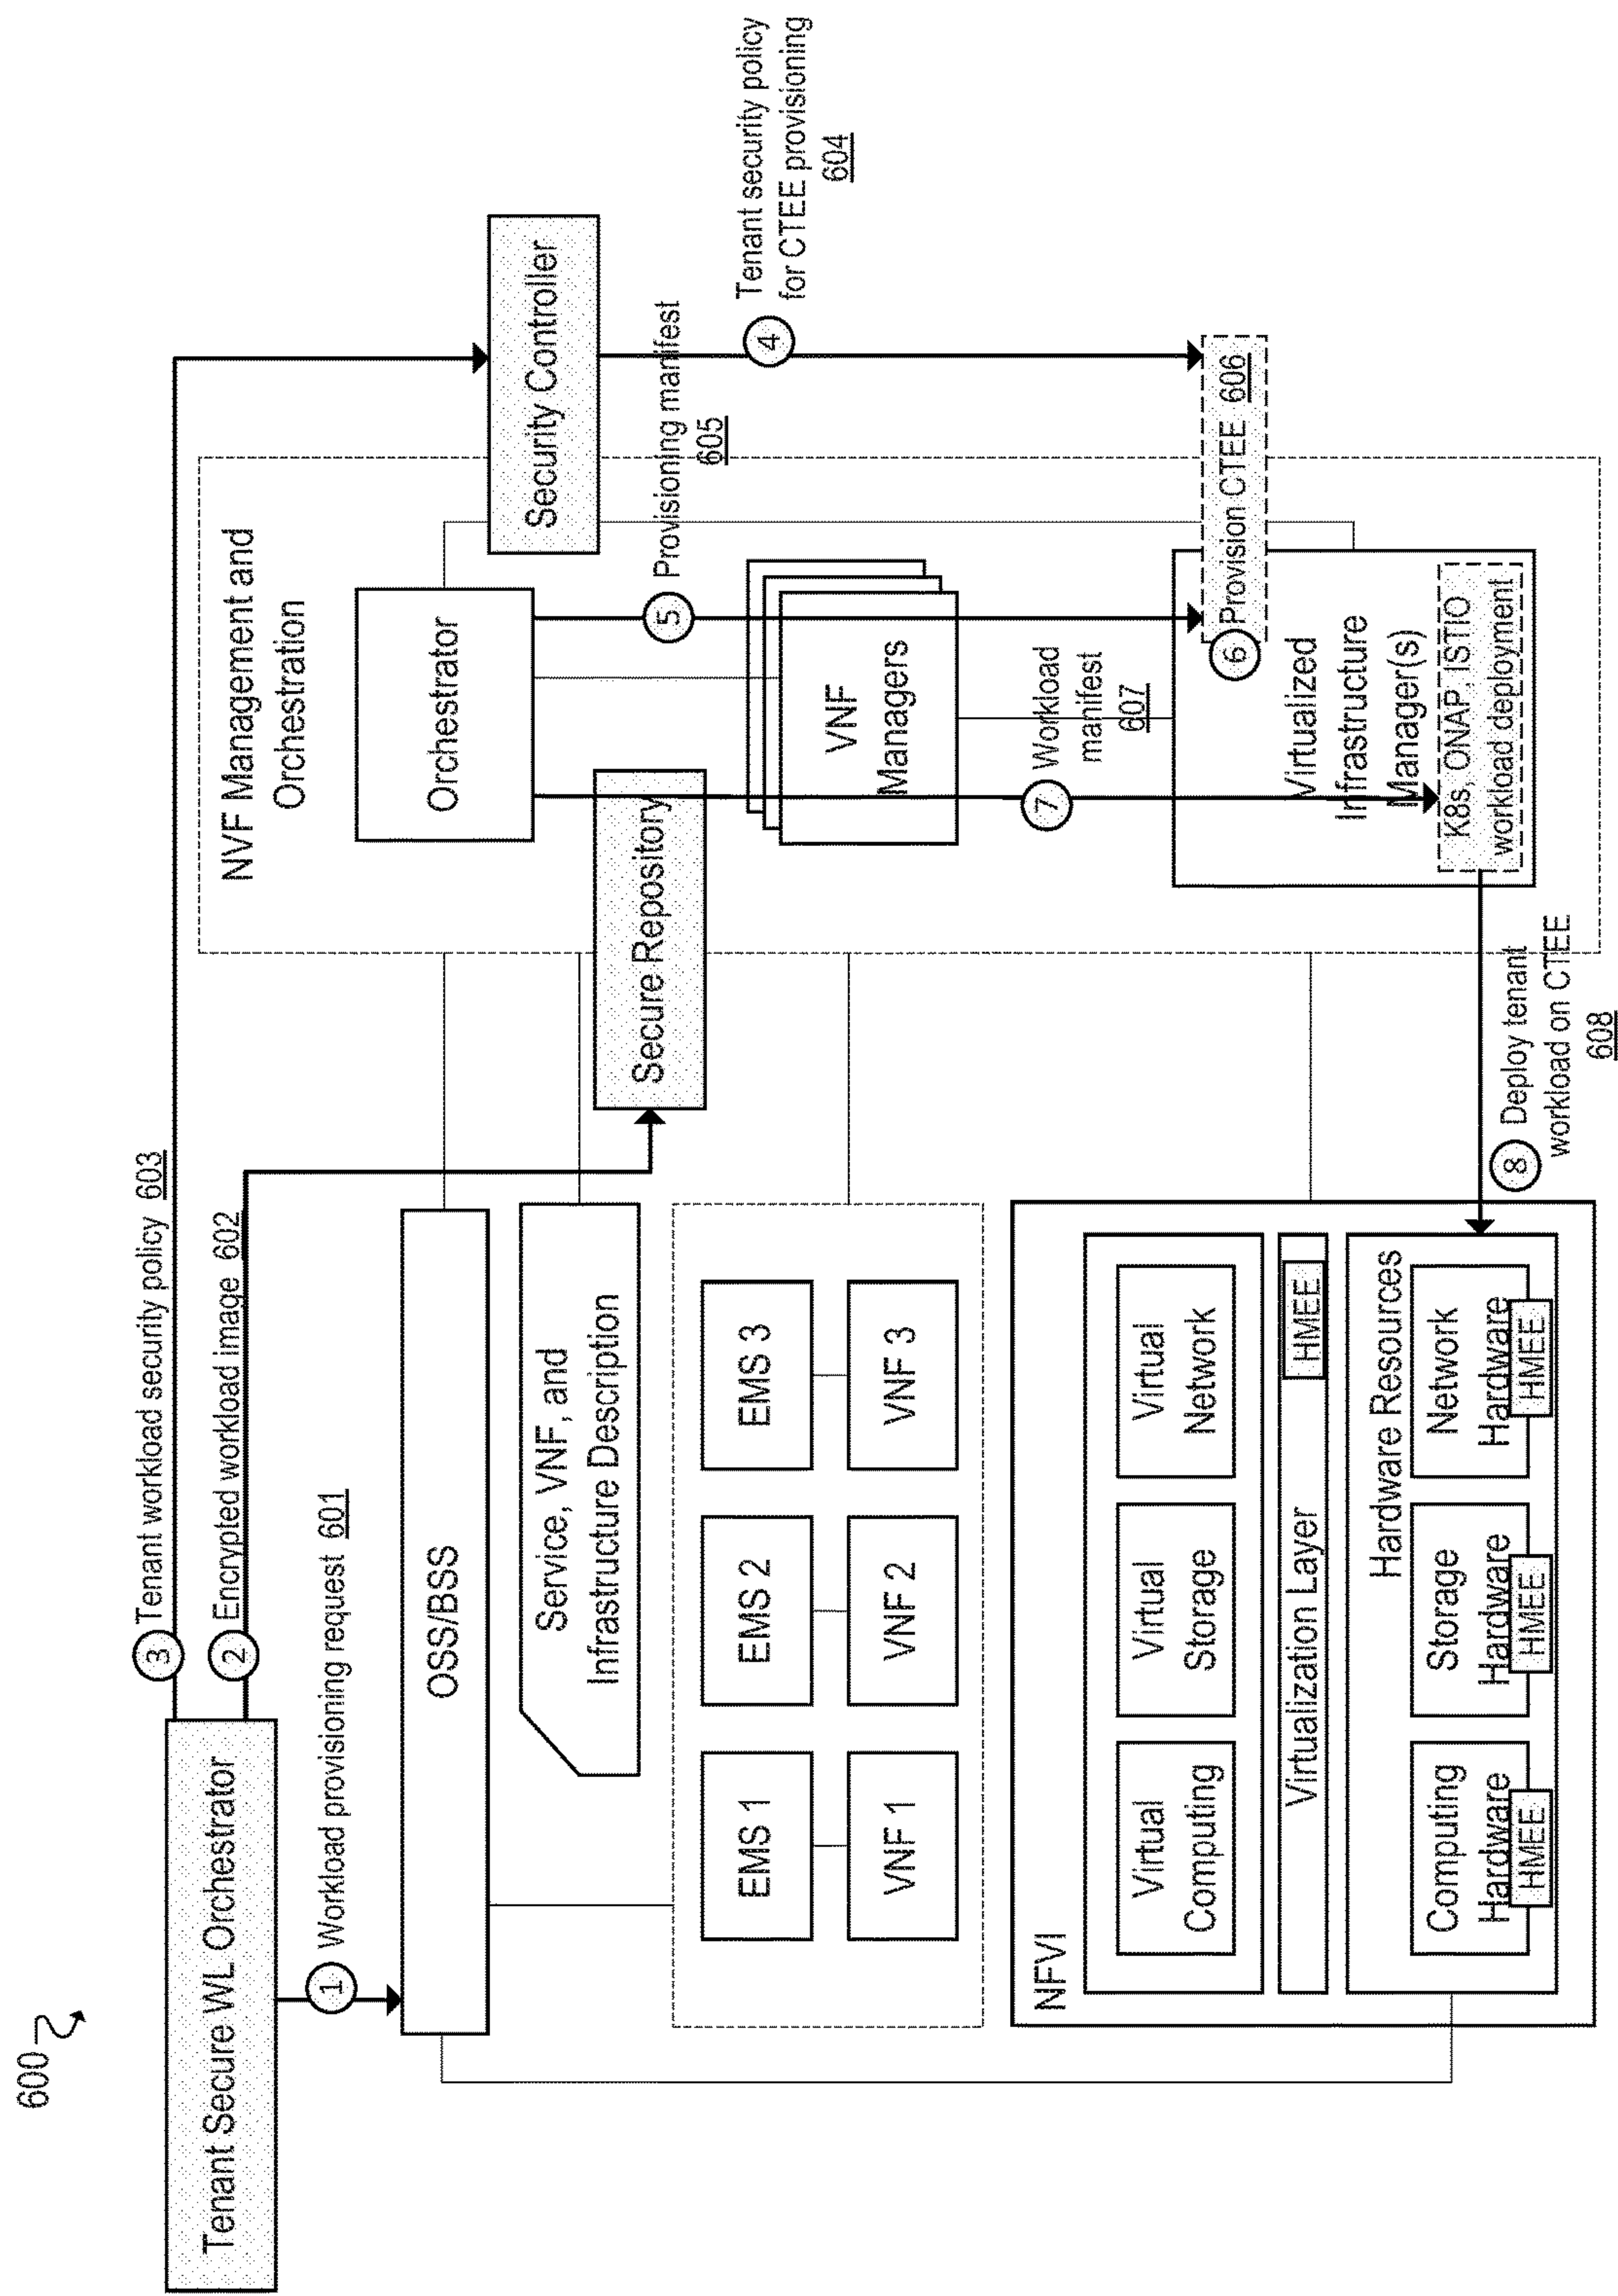 600
Tenant Secure WL Orchestrator
3
Tenant workload security policy 603
2
Encrypted workload image 602
1
Workload provisioning request 601
OSS/BSS
Service, VNF, and
Infrastructure Description
EMS 1
EMS 2
EMS 3
VNF 1
VNF 2
VNF 3
NFVI
Virtual
Computing
Virtual
Storage
Virtual
Network
Virtualization Layer
HMEE
Hardware Resources
Computing
Hardware
HMEE
Storage
Hardware
HMEE
Network
Hardware
HMEE
NVF Management and
Orchestration
Orchestrator
Security Controller
Secure Repository
5
Provisioning manifest
605
4
Tenant security policy
for CTEE provisioning
604
VNF
Managers
7
Workload
manifest
607
6
Provision CTEE 606
Virtualized
Infrastructure
Manager(s)
K8s, ONAP, ISTIO
workload deployment
8
Deploy tenant
workload on CTEE
608